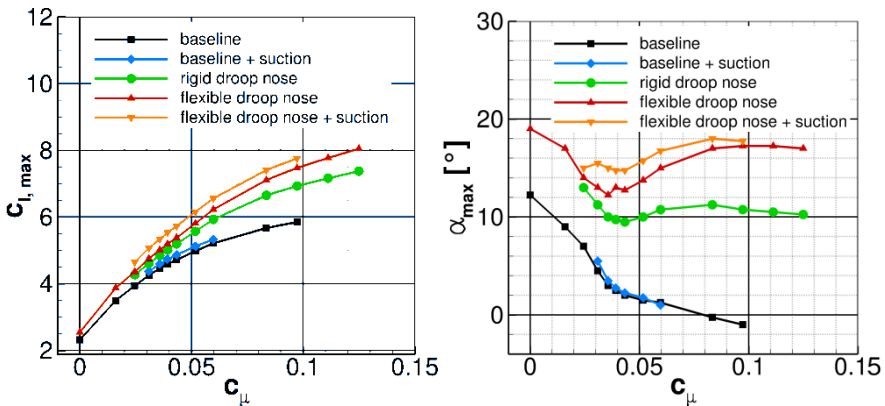 12
10
8
6
4
2
c_l, max
baseline
baseline + suction
rigid droop nose
flexible droop nose
flexible droop nose + suction
0 0.05 0.1 0.15
c_μ
30
20
10
0
α_max [°]
baseline
baseline + suction
rigid droop nose
flexible droop nose
flexible droop nose + suction
0 0.05 0.1 0.15
c_μ